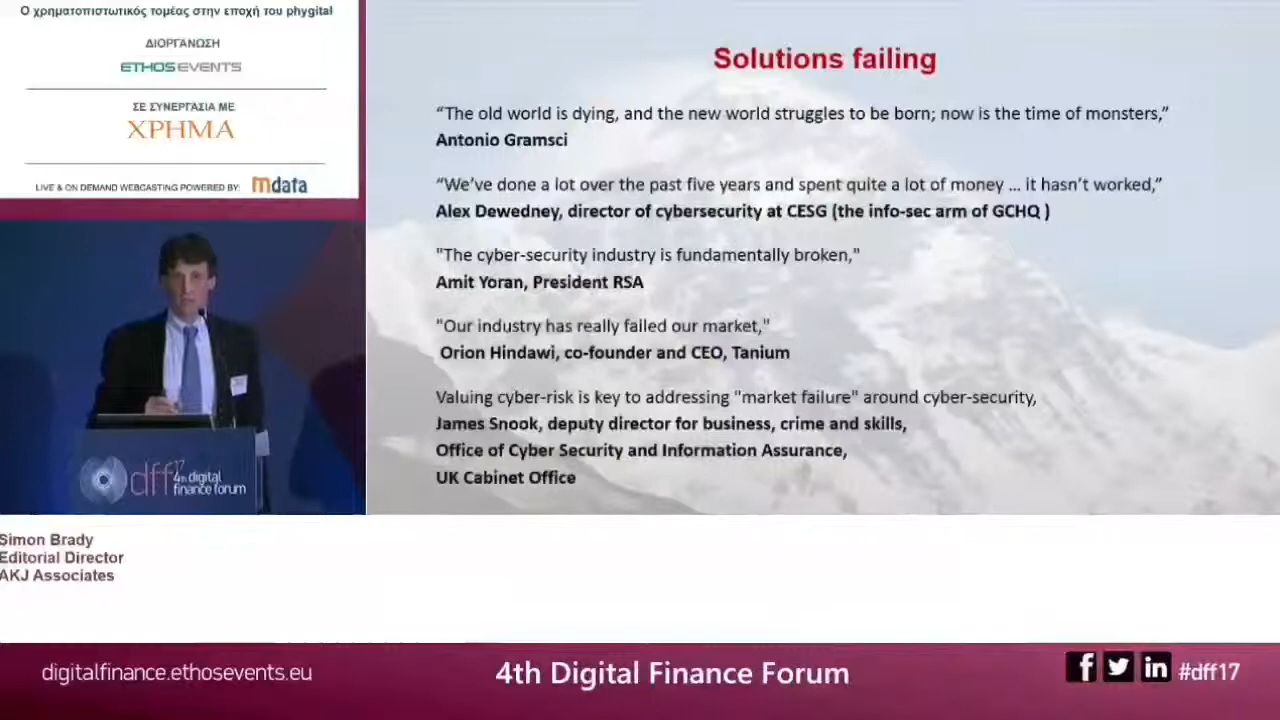 Ο χρηματοπιστωτικός τομέας στην εποχή του phygital
ΔΙΟΡΓΑΝΩΣΗ
ETHOSEVENTS
ΣΕ ΣΥΝΕΡΓΑΣΙΑ ΜΕ
ΧΡΗΜΑ
LIVE & ON DEMAND WEBCASTING POWERED BY: mdata
dff17 4th digital
finance forum
Solutions failing
“The old world is dying, and the new world struggles to be born; now is the time of monsters,”
Antonio Gramsci
“We’ve done a lot over the past five years and spent quite a lot of money … it hasn’t worked,”
Alex Dewedney, director of cybersecurity at CESG (the info-sec arm of GCHQ )
"The cyber-security industry is fundamentally broken,"
Amit Yoran, President RSA
"Our industry has really failed our market,"
Orion Hindawi, co-founder and CEO, Tanium
Valuing cyber-risk is key to addressing "market failure" around cyber-security,
James Snook, deputy director for business, crime and skills,
Office of Cyber Security and Information Assurance,
UK Cabinet Office
Simon Brady
Editorial Director
AKJ Associates
digitalfinance.ethosevents.eu
4th Digital Finance Forum
#dff17